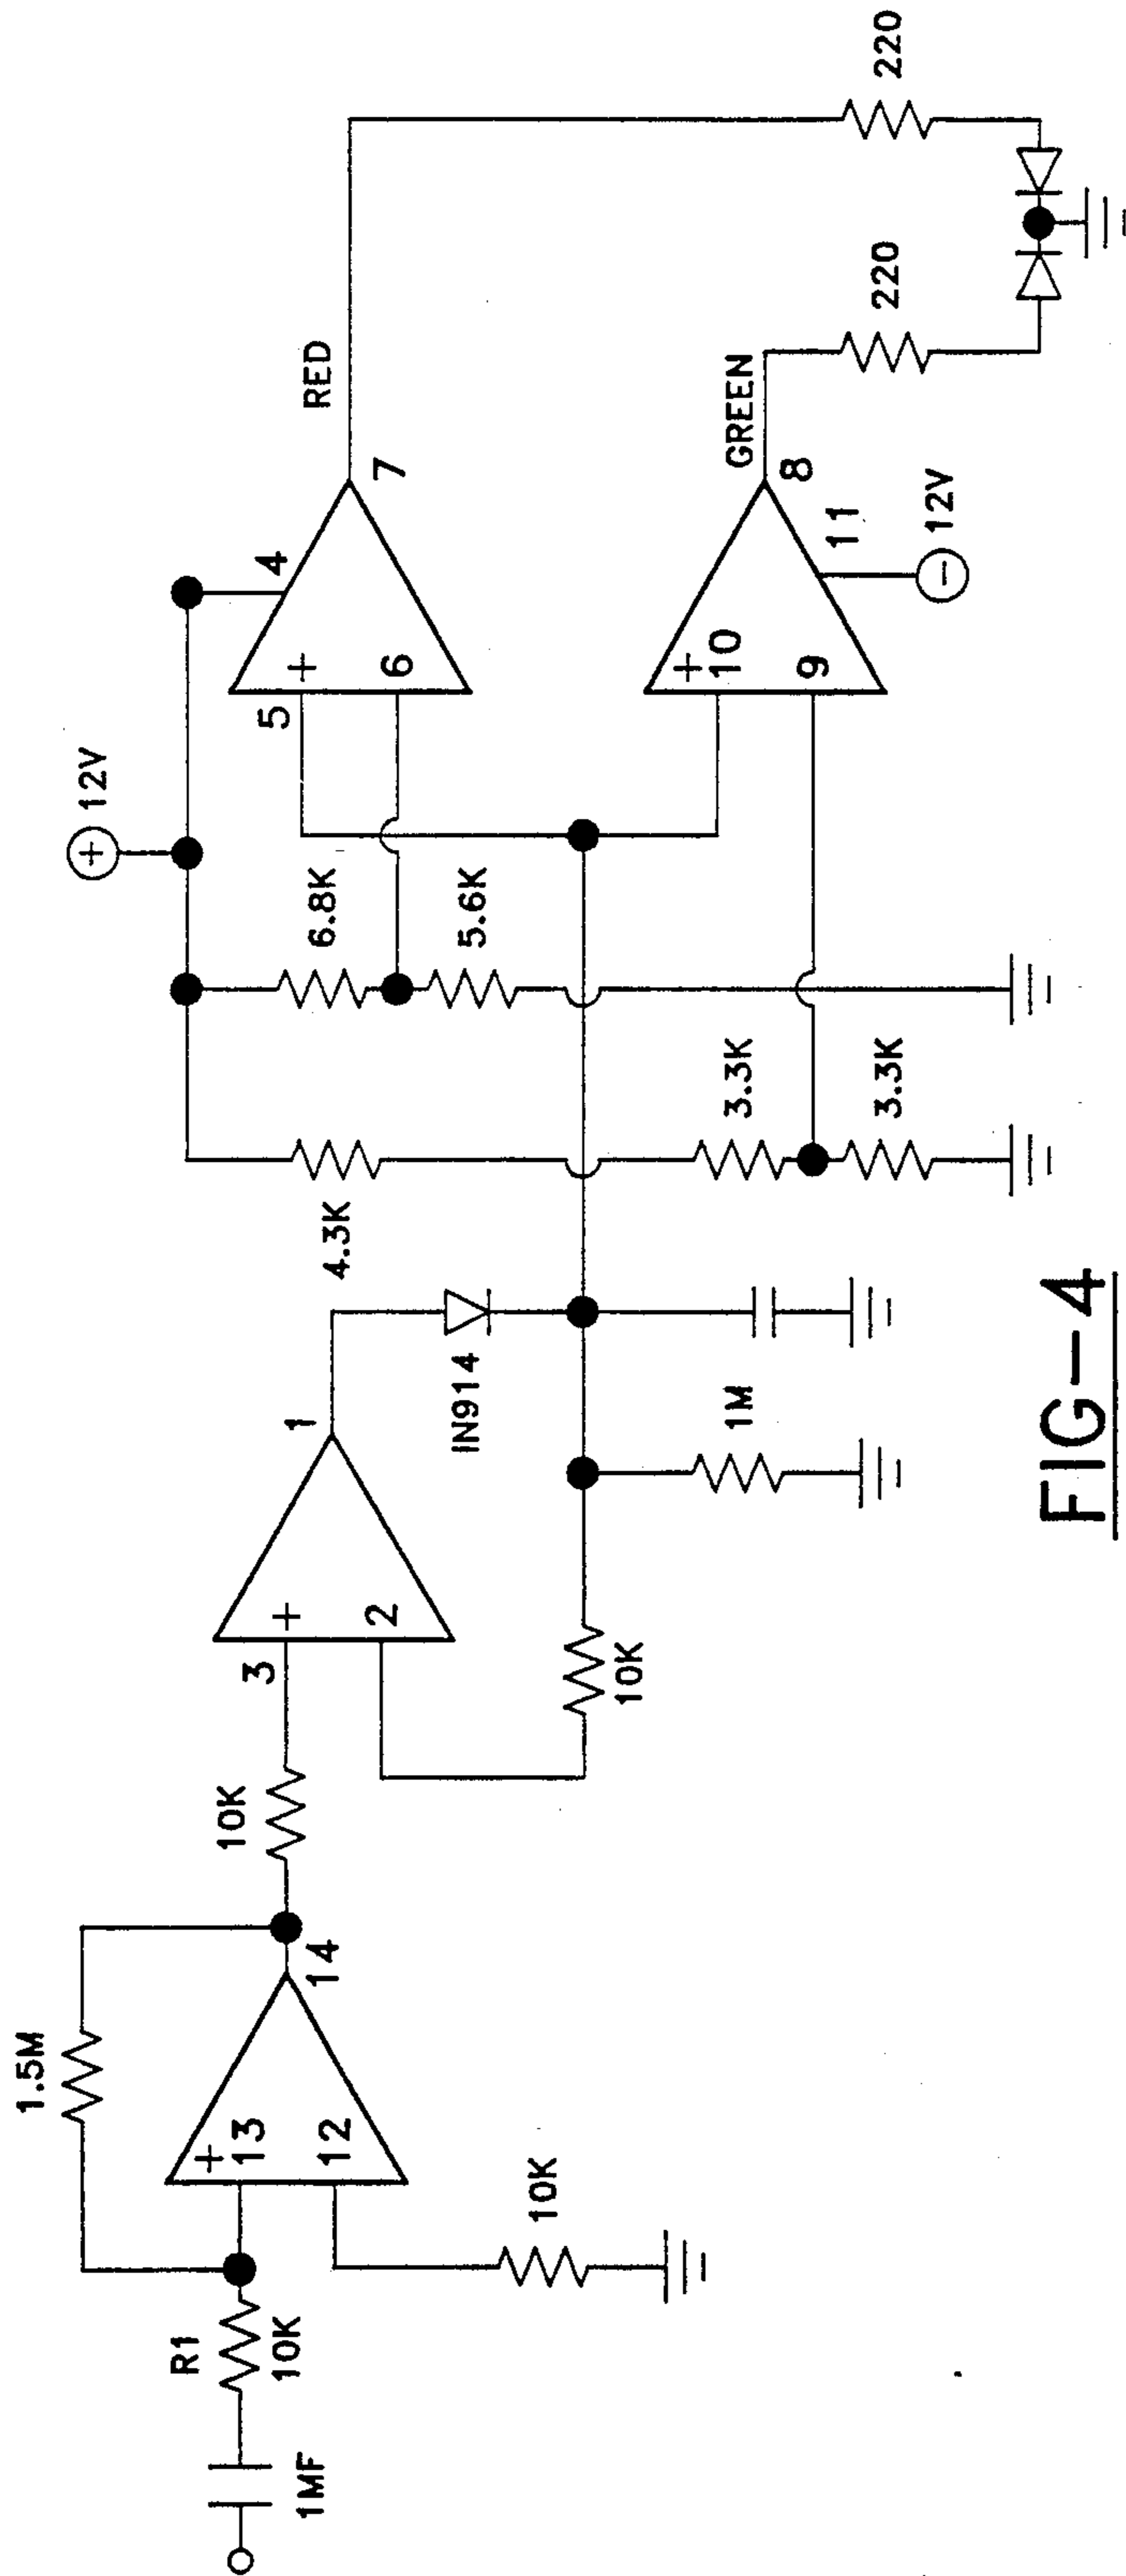 1MF
R1
10K
1.5M
+
13
12
14
10K
10K
3
+
2
1
10K
IN914
1M
4.3K
3.3K
3.3K
6.8K
5.6K
+
12V
5
+
6
4
7
RED
+
10
9
8
11
GREEN
−
12V
220
220
FIG-4